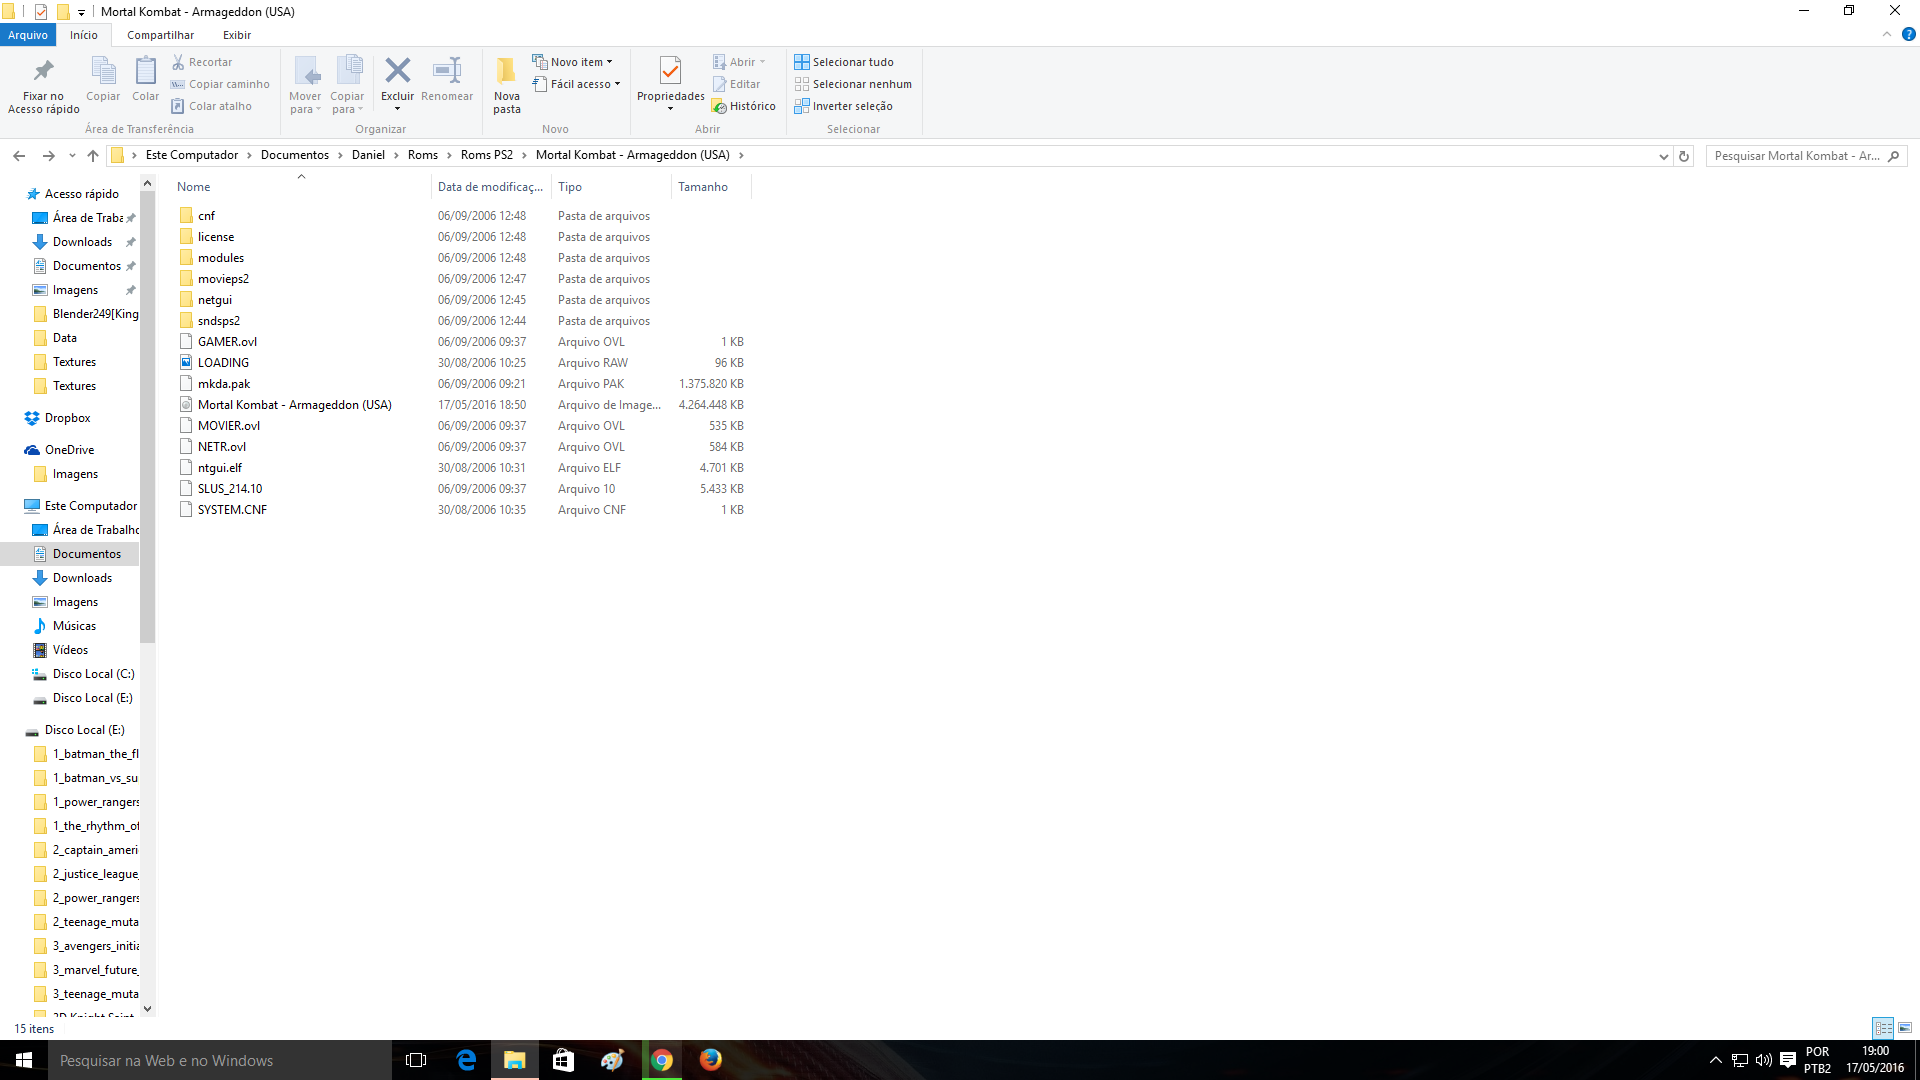 Mortal Kombat - Armageddon (USA)
Arquivo
Início
Compartilhar
Exibir
Fixar no
Acesso rápido
Copiar
Colar
Recortar
Copiar caminho
Colar atalho
Área de Transferência
Mover
para
Copiar
para
Excluir
Renomear
Organizar
Nova
pasta
Novo item
Fácil acesso
Novo
Propriedades
Abrir
Editar
Histórico
Abrir
Selecionar tudo
Selecionar nenhum
Inverter seleção
Selecionar
Este Computador > Documentos > Daniel > Roms > Roms PS2 > Mortal Kombat - Armageddon (USA) >
Pesquisar Mortal Kombat - Ar...
Acesso rápido
Área de Traba
Downloads
Documentos
Imagens
Blender249[King
Data
Textures
Textures
Dropbox
OneDrive
Imagens
Este Computador
Área de Trabalho
Documentos
Downloads
Imagens
Músicas
Vídeos
Disco Local (C:)
Disco Local (E:)
Disco Local (E:)
1_batman_the_fl
1_batman_vs_su
1_power_rangers
1_the_rhythm_of
2_captain_ameri
2_justice_league_
2_power_rangers
2_teenage_muta
3_avengers_initia
3_marvel_future_
3_teenage_muta
Nome Data de modificaç... Tipo Tamanho
cnf 06/09/2006 12:48 Pasta de arquivos
license 06/09/2006 12:48 Pasta de arquivos
modules 06/09/2006 12:48 Pasta de arquivos
movieps2 06/09/2006 12:47 Pasta de arquivos
netgui 06/09/2006 12:45 Pasta de arquivos
sndsps2 06/09/2006 12:44 Pasta de arquivos
GAMER.ovl 06/09/2006 09:37 Arquivo OVL 1 KB
LOADING 30/08/2006 10:25 Arquivo RAW 96 KB
mkda.pak 06/09/2006 09:21 Arquivo PAK 1.375.820 KB
Mortal Kombat - Armageddon (USA) 17/05/2016 18:50 Arquivo de Image... 4.264.448 KB
MOVIER.ovl 06/09/2006 09:37 Arquivo OVL 535 KB
NETR.ovl 06/09/2006 09:37 Arquivo OVL 584 KB
ntgui.elf 30/08/2006 10:31 Arquivo ELF 4.701 KB
SLUS_214.10 06/09/2006 09:37 Arquivo 10 5.433 KB
SYSTEM.CNF 30/08/2006 10:35 Arquivo CNF 1 KB
15 itens
Pesquisar na Web e no Windows
POR
PTB2
19:00
17/05/2016